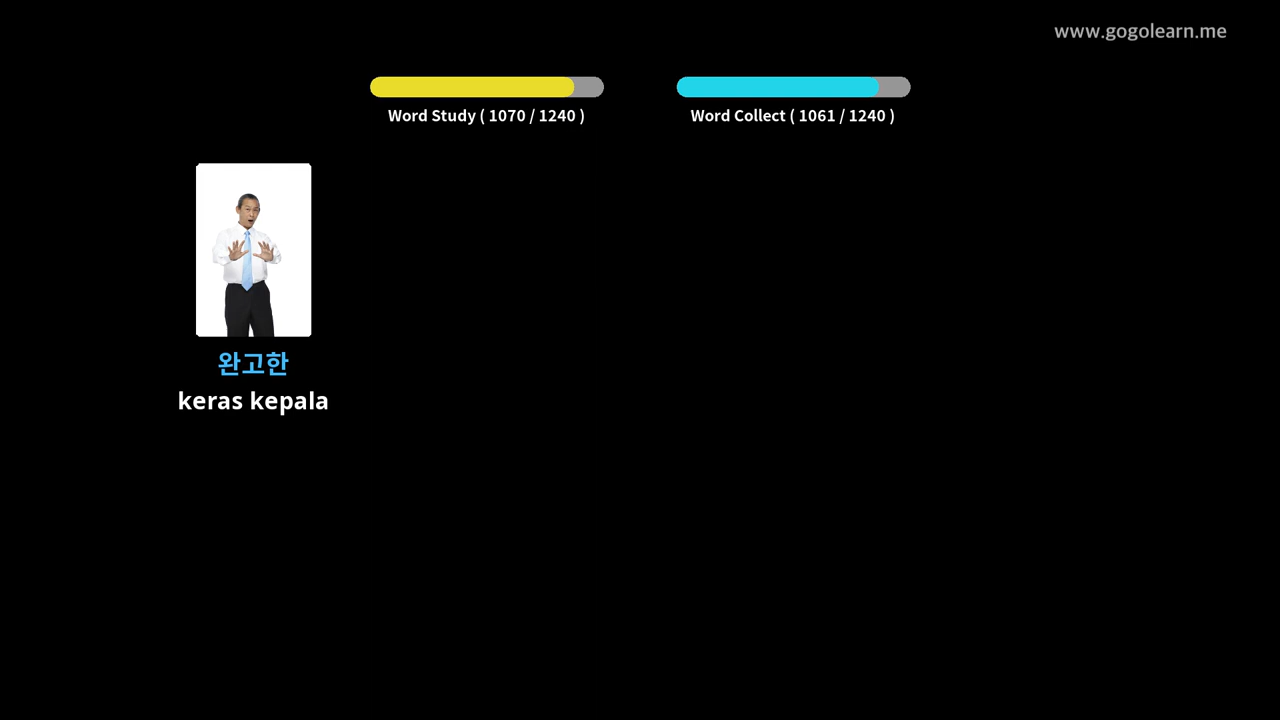 www.gogolearn.me
Word Study ( 1070 / 1240 )
Word Collect ( 1061 / 1240 )
완고한
keras kepala